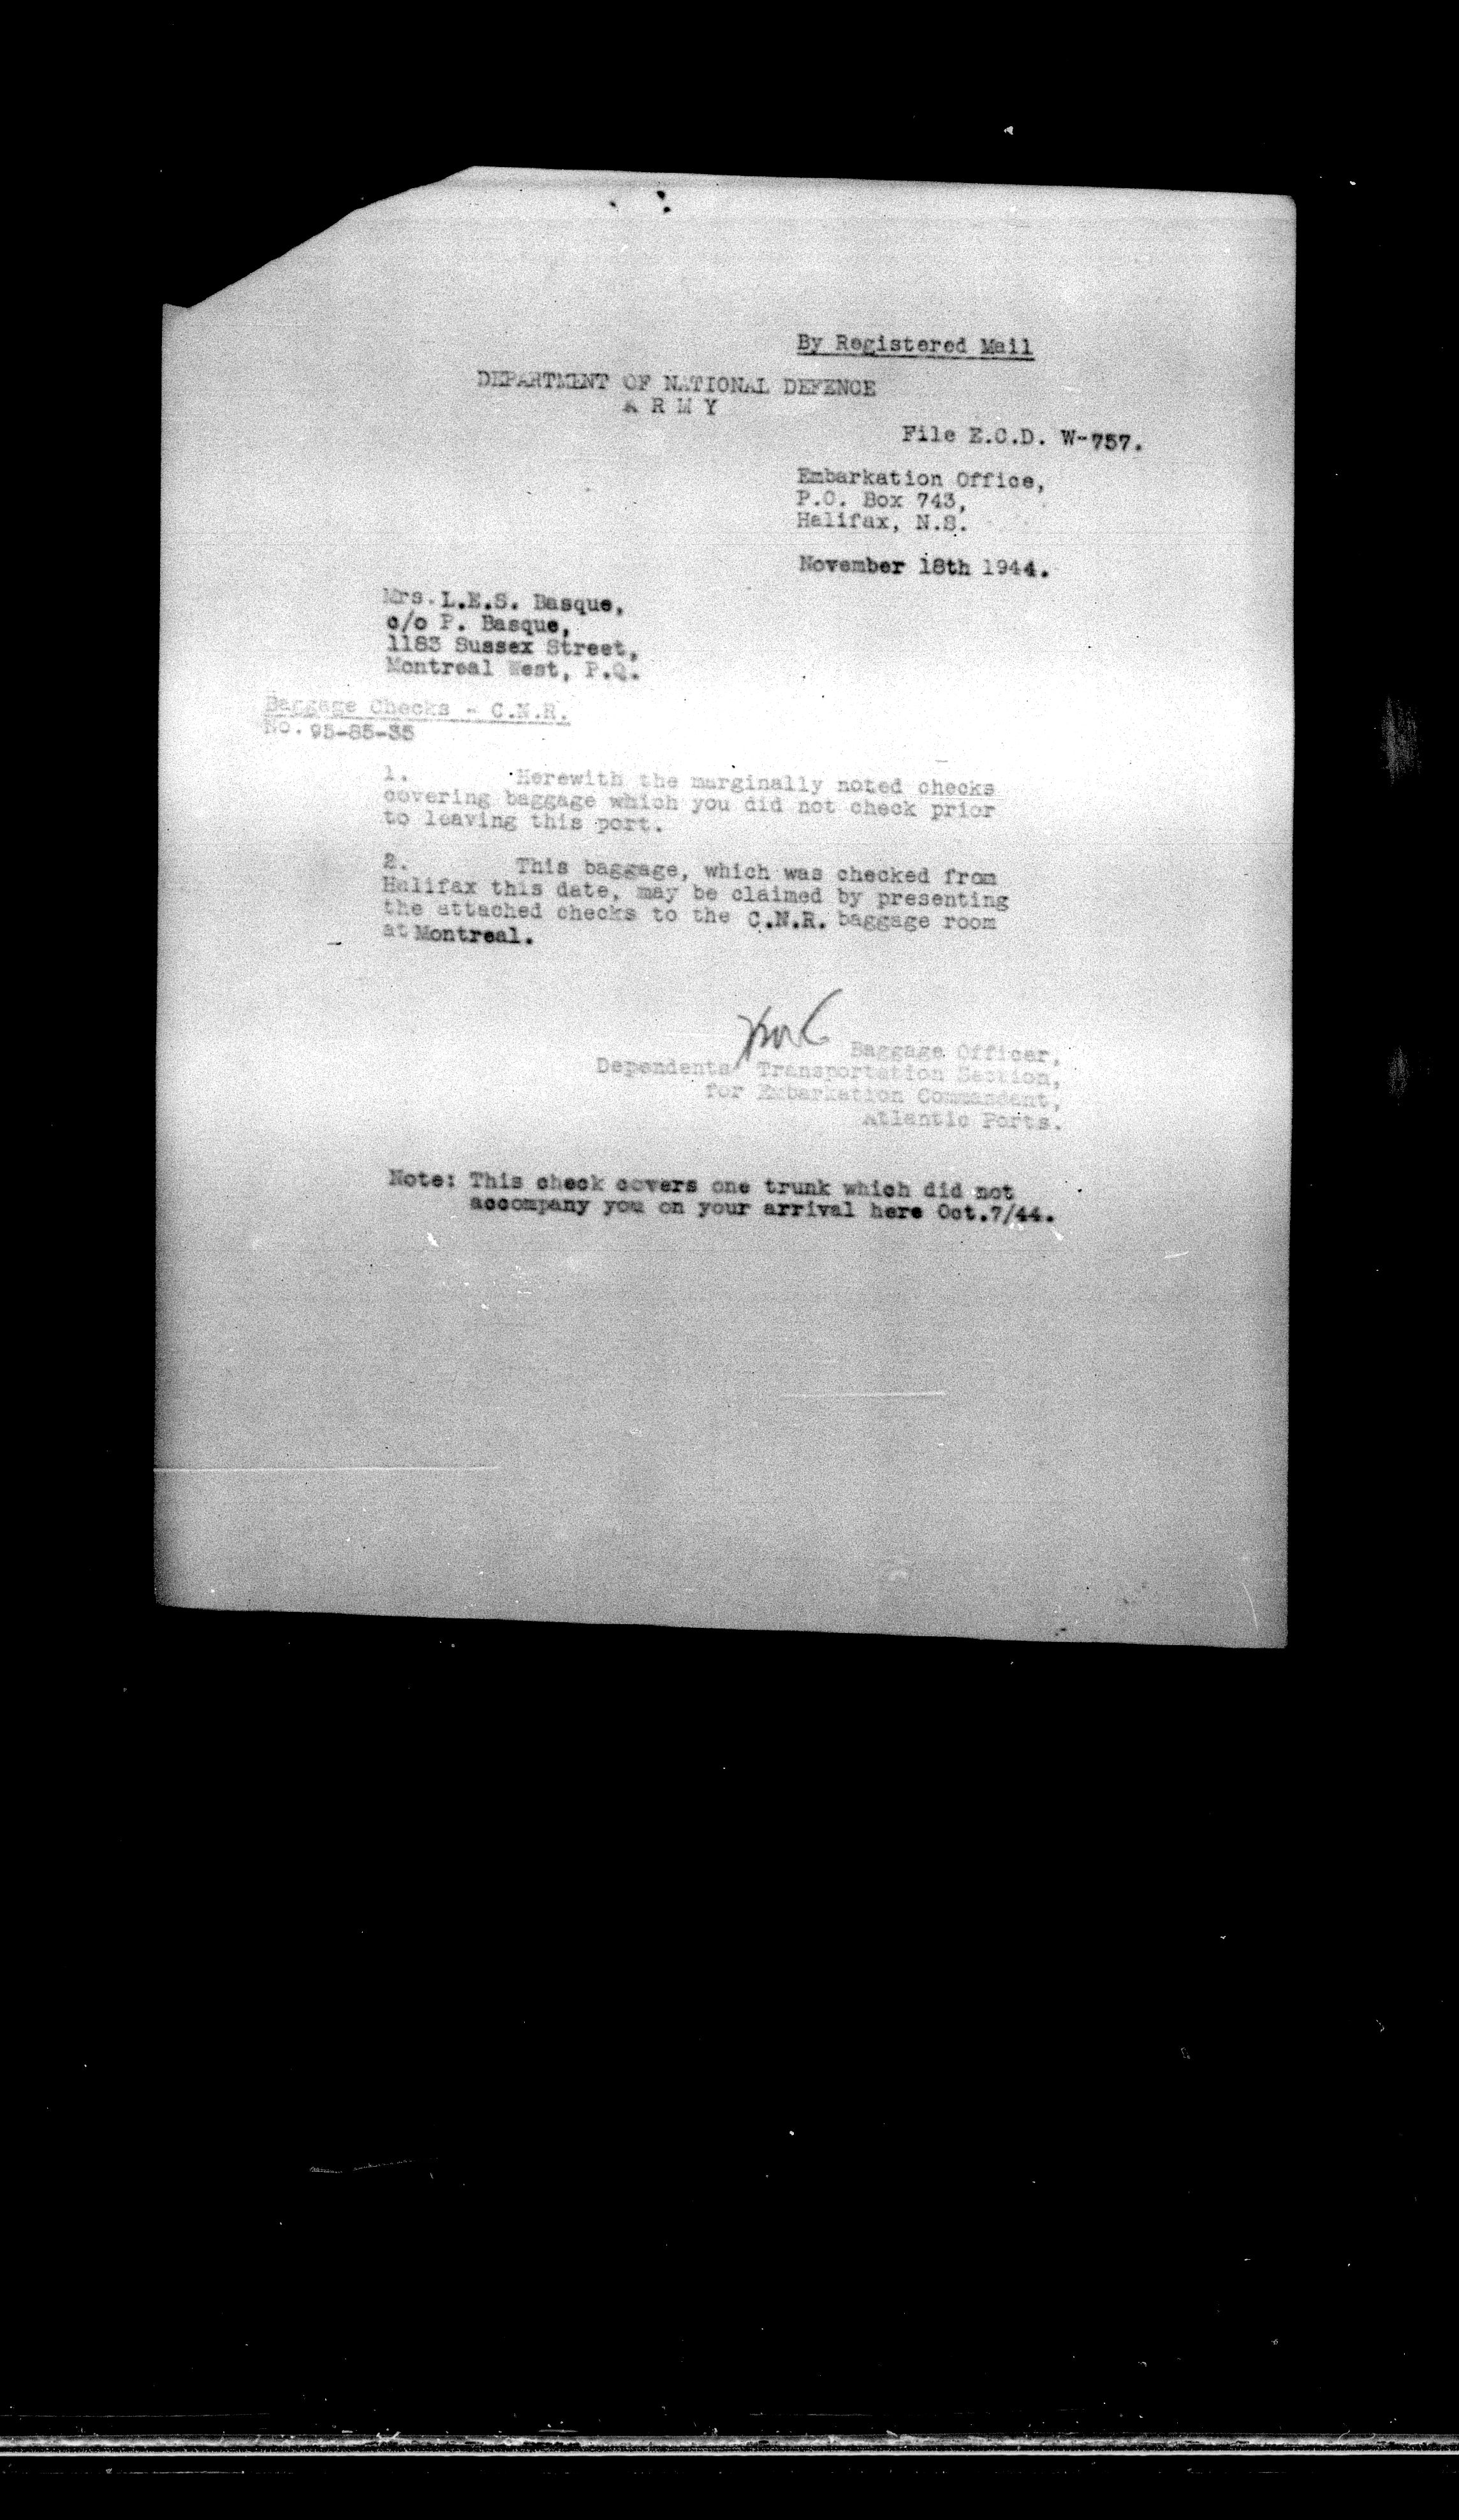 By Registered Mail
DEPARTMENT OF NATIONAL DEFENCE
A R M Y
File E.C.D. W-757.
Embarkation Office,
P.O. Box 743,
Halifax, N.S.
November 18th 1944.
Mrs. L.E.S. Basque,
c/o P. Basque,
1183 Sussex Street,
Montreal West, P.Q.
Baggage Checks - C.N.R.
No. 95-85-35
1. Herewith the marginally noted checks
covering baggage which you did not check prior
to leaving this port.
2. This baggage, which was checked from
Halifax this date, may be claimed by presenting
the attached checks to the C.N.R. baggage room
at Montreal.
Baggage Officer,
Dependents' Transportation Section,
for Embarkation Commandant,
Atlantic Ports.
Note: This check covers one trunk which did not
accompany you on your arrival here Oct.7/44.